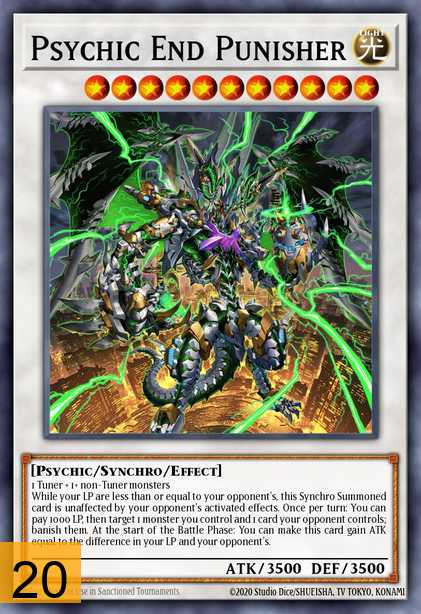 PSYCHIC END PUNISHER
LIGHT
光
[PSYCHIC/SYNCHRO/EFFECT]
1 Tuner + 1+ non-Tuner monsters
While your LP are less than or equal to your opponent's, this Synchro Summoned
card is unaffected by your opponent's activated effects. Once per turn: You can
pay 1000 LP, then target 1 monster you control and 1 card your opponent controls;
banish them. At the start of the Battle Phase: You can make this card gain ATK
equal to the difference in your LP and your opponent's.
ATK/3500 DEF/3500
20
Use in Sanctioned Tournaments.
©2020 Studio Dice/SHUEISHA, TV TOKYO, KONAMI